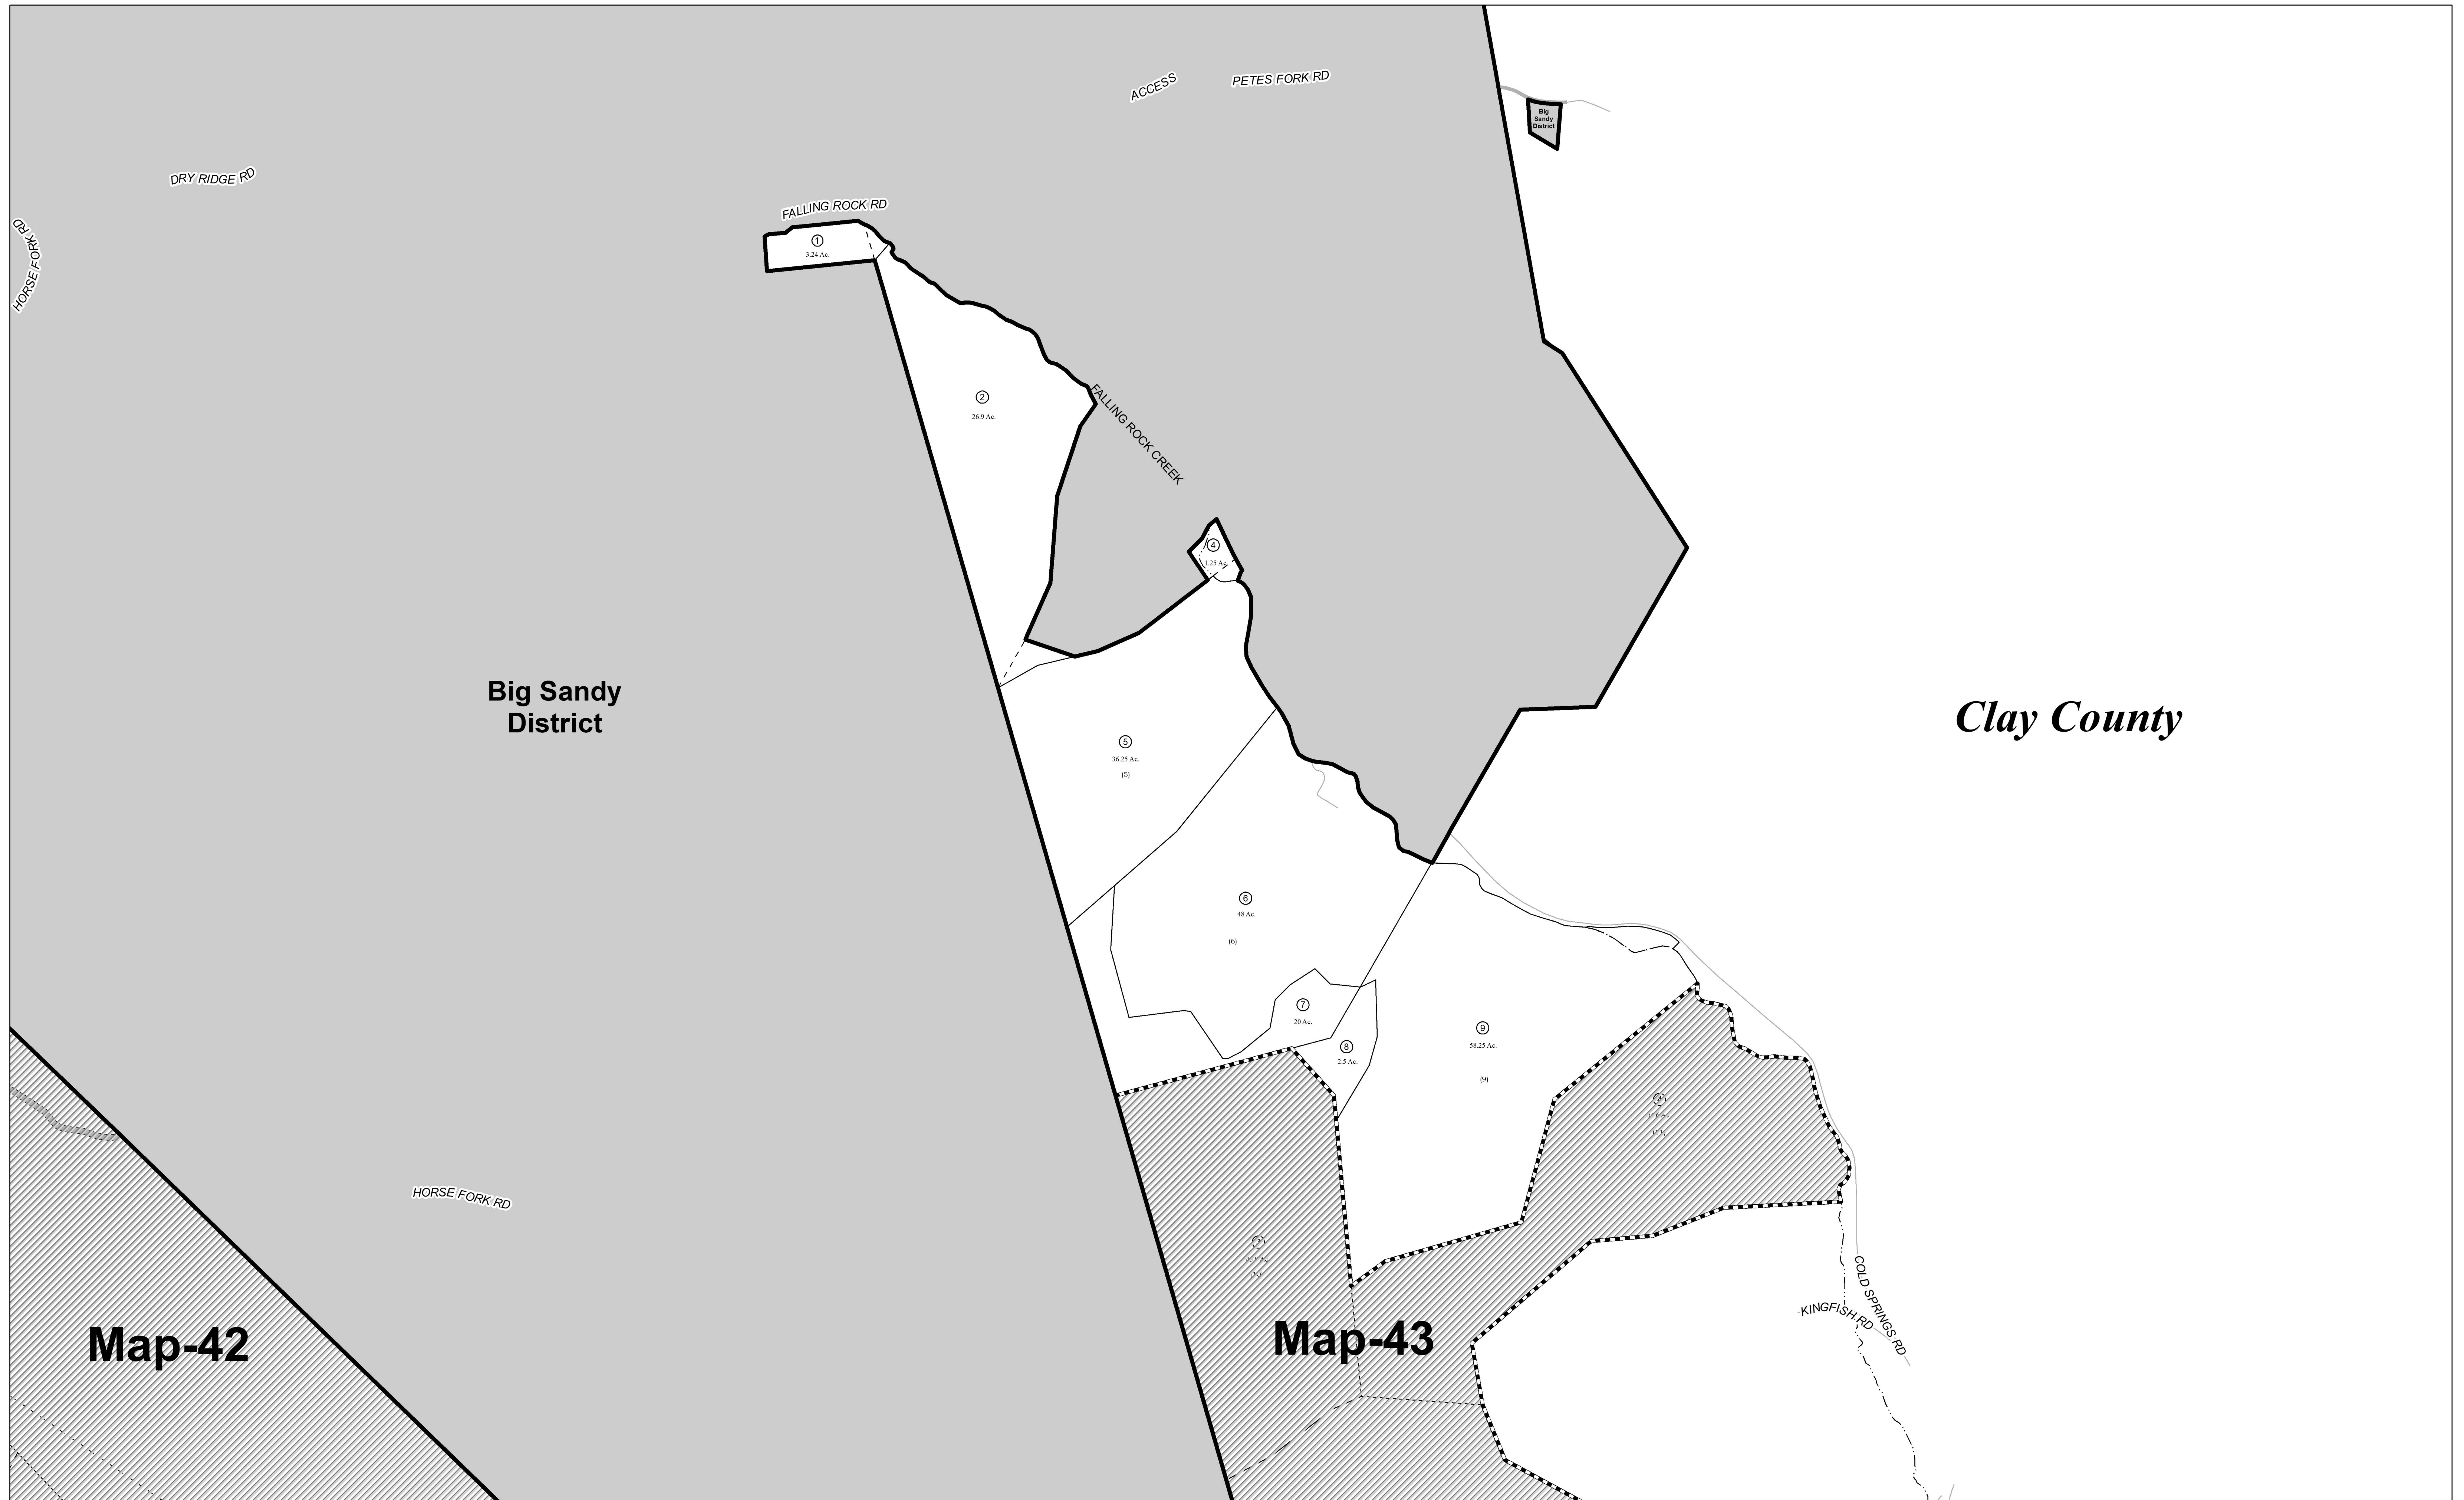 ACCESS
PETES FORK RD
Big
Sandy
District
DRY RIDGE RD
FALLING ROCK RD
HORSE FORK RD
1
3.24 Ac.
2
26.9 Ac.
FALLING ROCK CREEK
4
1.25 Ac.
Big Sandy
District
Clay County
5
36.25 Ac.
(5)
6
48 Ac.
(6)
7
20 Ac.
8
2.5 Ac.
9
58.25 Ac.
(9)
HORSE FORK RD
COLD SPRINGS RD
KINGFISH RD
Map-42
Map-43